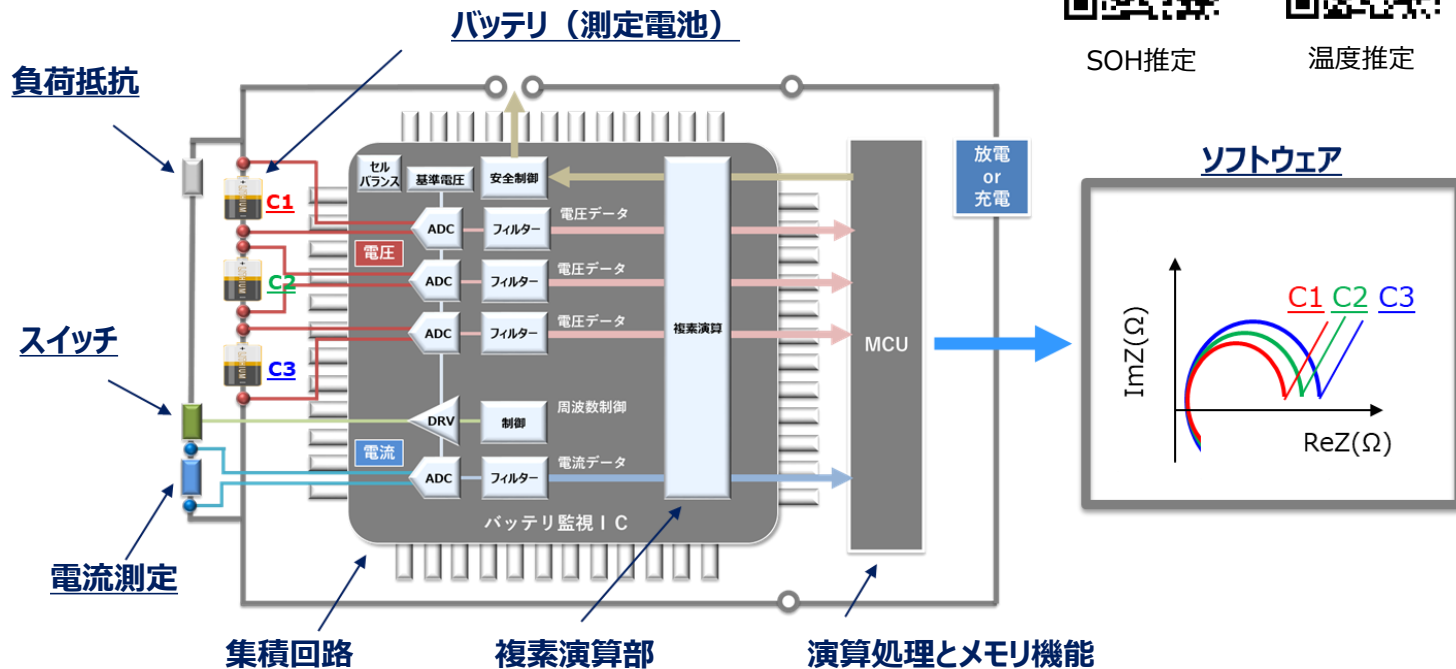 バッテリ（測定電池）
SOH推定
温度推定
負荷抵抗
放電
or
充電
ソフトウェア
セル
バランス
基準電圧
安全制御
C1
ADC
フィルター
電圧データ
電圧
C2
ADC
フィルター
電圧データ
C1 C2 C3
ADC
フィルター
電圧データ
複素演算
MCU
スイッチ
C3
ImZ(Ω)
DRV
制御
周波数制御
ReZ(Ω)
電流
ADC
フィルター
電流データ
バッテリ監視ＩＣ
電流測定
集積回路
複素演算部
演算処理とメモリ機能